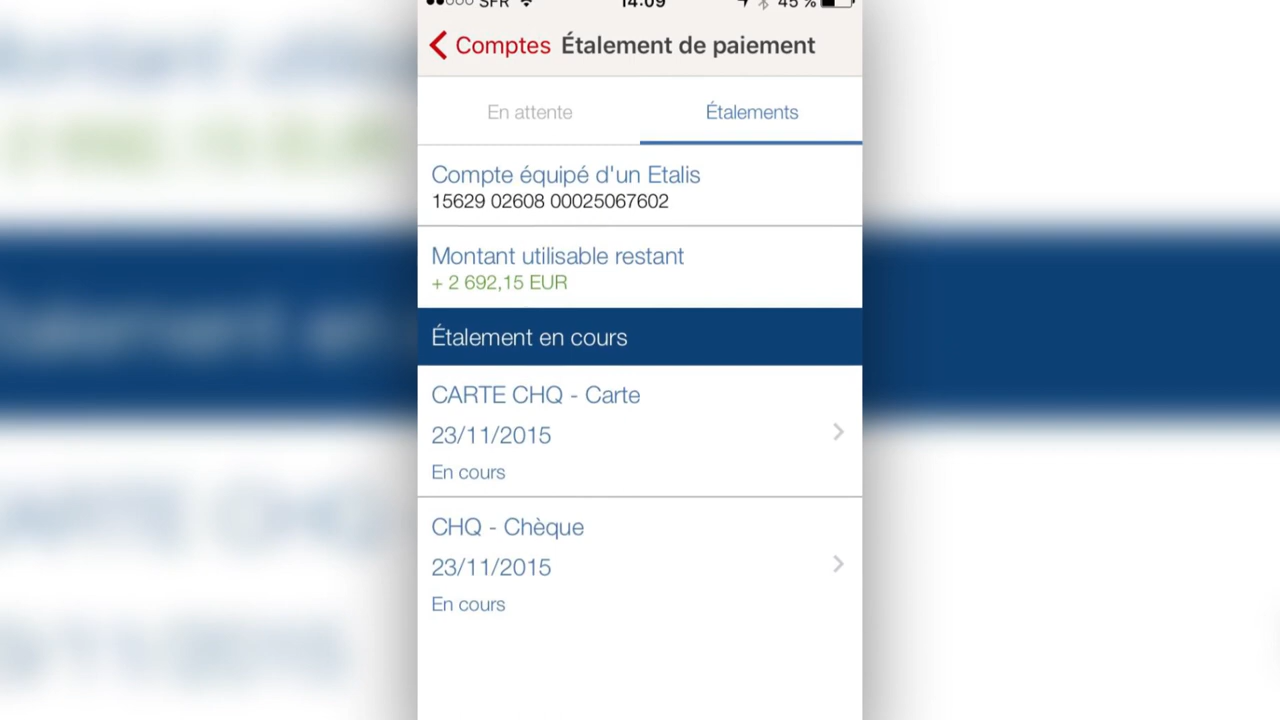 SFR 14:09 45 %
Comptes Étalement de paiement
En attente Étalements
Compte équipé d'un Etalis
15629 02608 00025067602
Montant utilisable restant
+ 2 692,15 EUR
Étalement en cours
CARTE CHQ - Carte
23/11/2015
En cours
CHQ - Chèque
23/11/2015
En cours